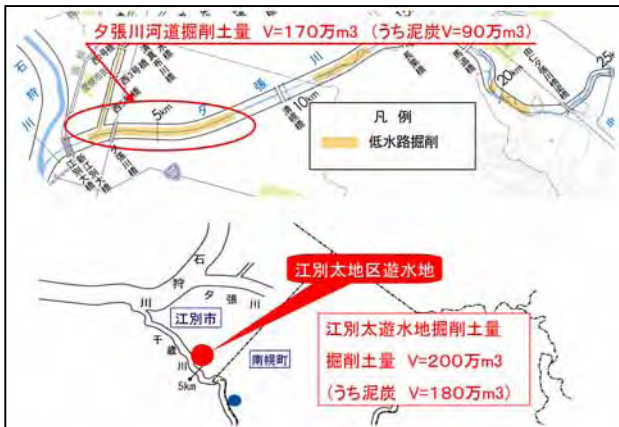 夕張川河道掘削土量 V=170万m3 (うち泥炭V=90万m3)
石
狩
川
夕
張
川
5km
10km
20km
25k
凡 例
低水路掘削
江別太地区遊水地
石
狩
川
夕 張 川
江別市
千
歳
川
南幌町
5km
江別太遊水地掘削土量
掘削土量 V=200万m3
(うち泥炭 V=180万m3)